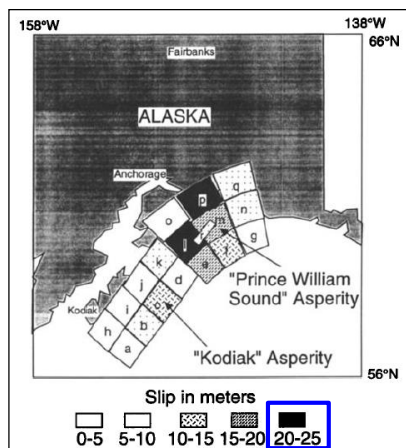 158°W 138°W
66°N
Fairbanks
ALASKA
Anchorage
p q
o m n
l g
k e f
j d
"Prince William
Sound" Asperity
Kodiak i c
h b
a
"Kodiak" Asperity
56°N
Slip in meters
0-5 5-10 10-15 15-20 20-25